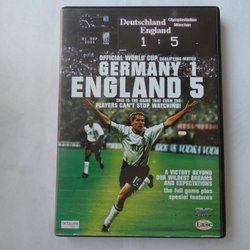 Deutschland
England
Olympiastadion
München
01 SEP
2001
1 : 5
OFFICIAL WORLD CUP QUALIFYING MATCH
GERMANY 1
ENGLAND 5
THIS IS THE GAME THAT EVEN THE
PLAYERS CAN'T STOP WATCHING!
A VICTORY BEYOND
OUR WILDEST DREAMS
AND EXPECTATIONS
the full game plus
special features
DVD